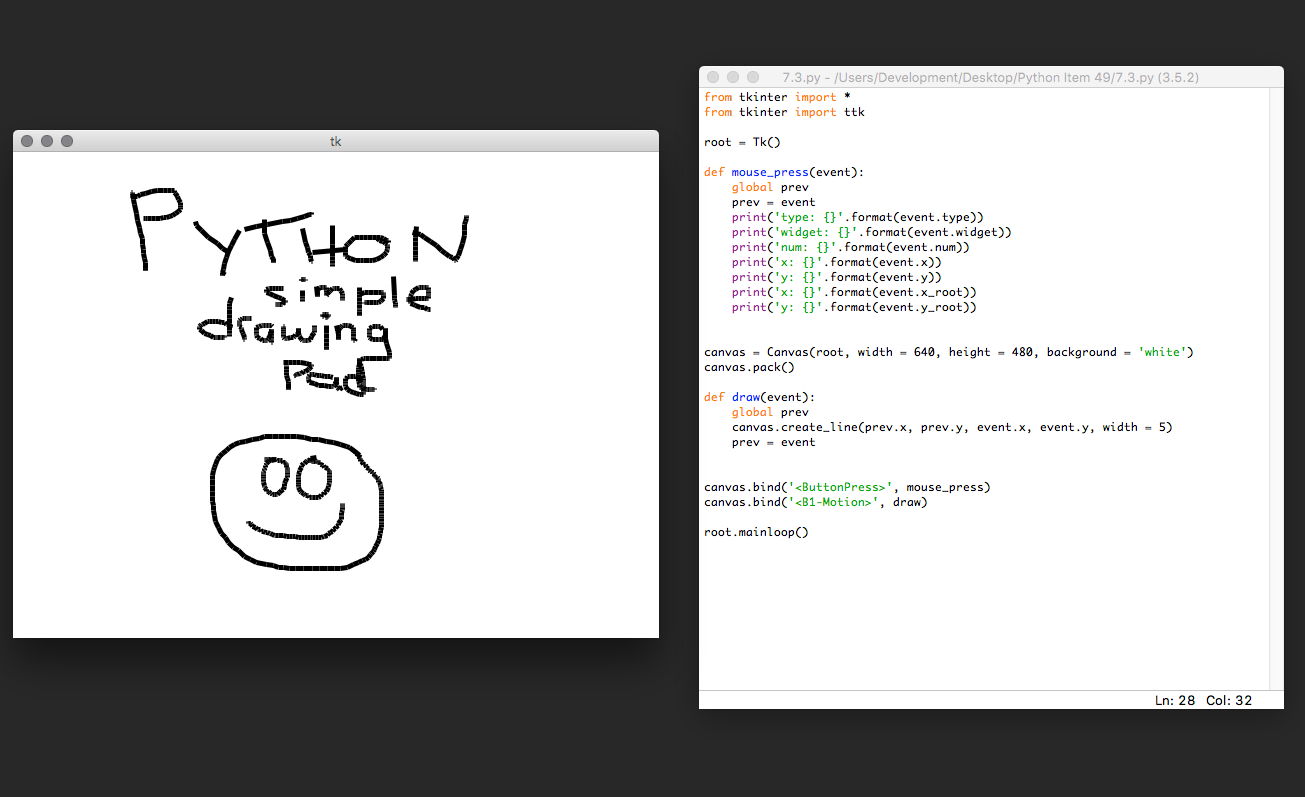 tk
PYTHON
simple
drawing
Pad
7.3.py - /Users/Development/Desktop/Python Item 49/7.3.py (3.5.2)
from tkinter import *
from tkinter import ttk
root = Tk()
def mouse_press(event):
    global prev
    prev = event
    print('type: {}'.format(event.type))
    print('widget: {}'.format(event.widget))
    print('num: {}'.format(event.num))
    print('x: {}'.format(event.x))
    print('y: {}'.format(event.y))
    print('x: {}'.format(event.x_root))
    print('y: {}'.format(event.y_root))
canvas = Canvas(root, width = 640, height = 480, background = 'white')
canvas.pack()
def draw(event):
    global prev
    canvas.create_line(prev.x, prev.y, event.x, event.y, width = 5)
    prev = event
canvas.bind('<ButtonPress>', mouse_press)
canvas.bind('<B1-Motion>', draw)
root.mainloop()
Ln: 28 Col: 32